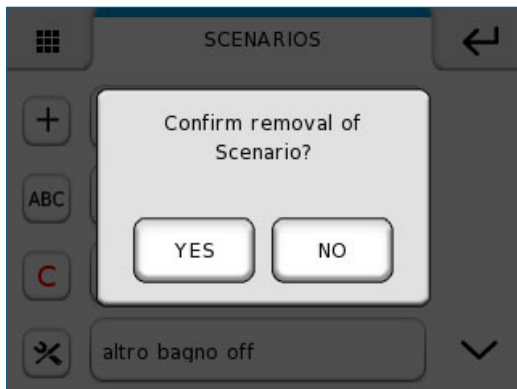 SCENARIOS
+
Confirm removal of
Scenario?
ABC
YES NO
C
altro bagno off